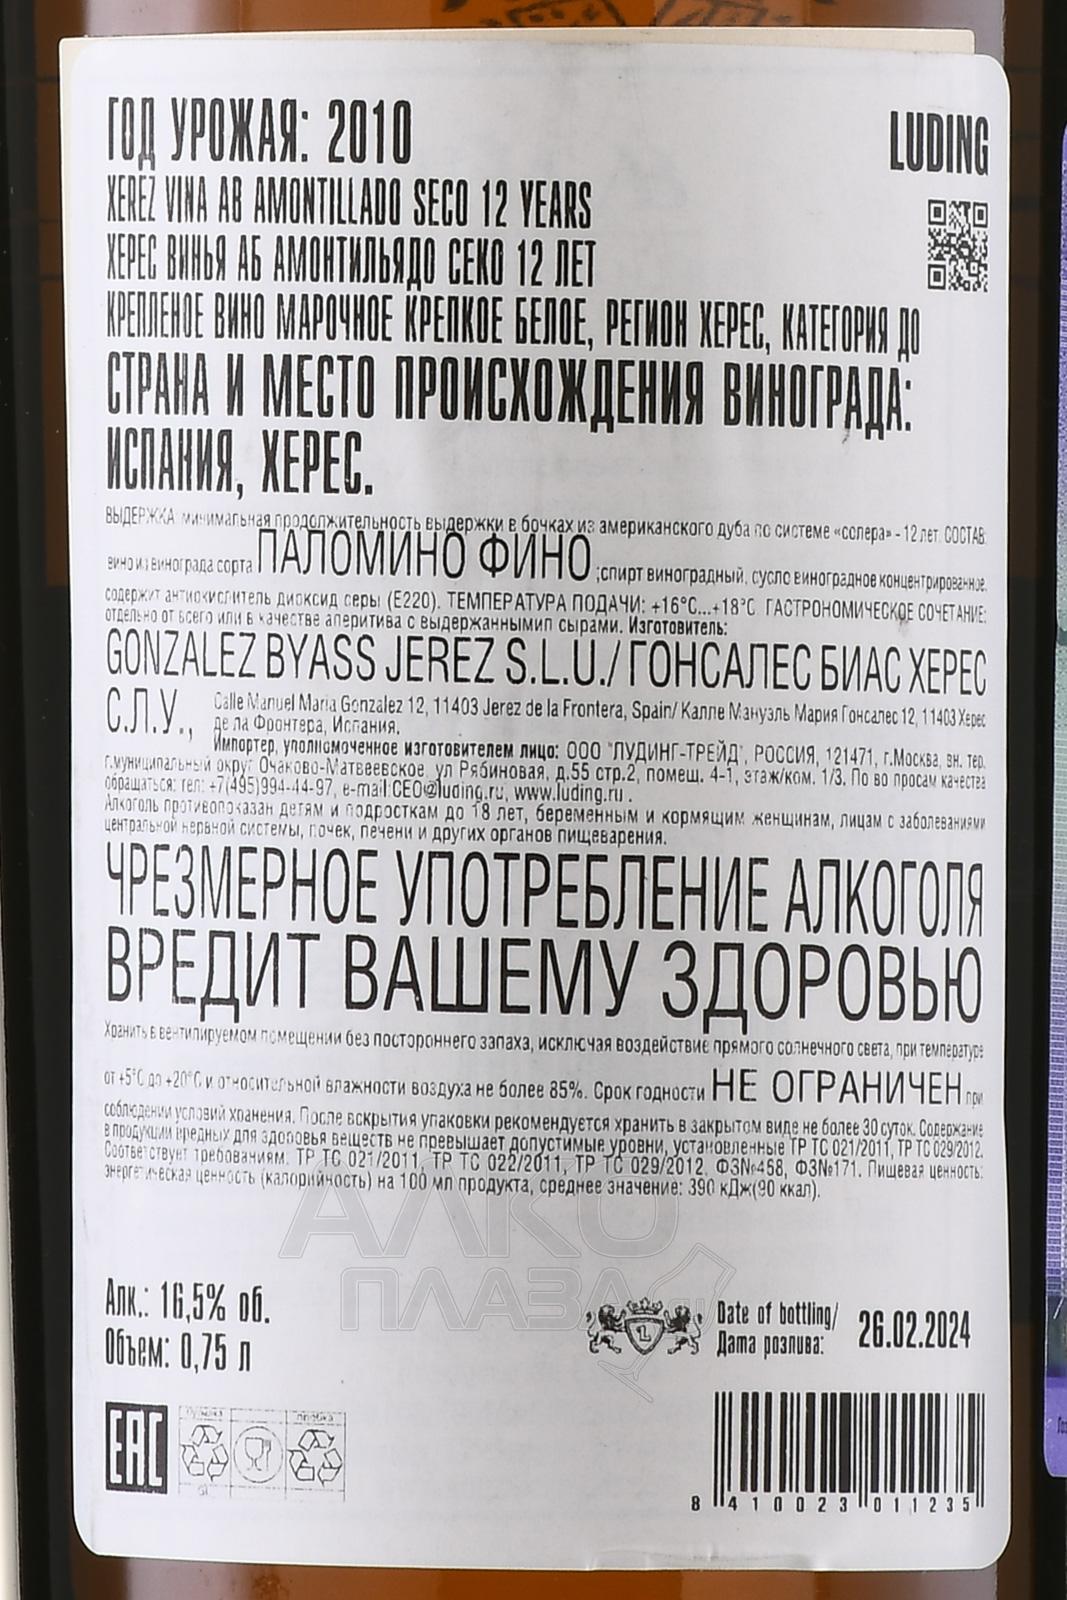 ГОД УРОЖАЯ: 2010
LUDING
XEREZ VINA AB AMONTILLADO SECO 12 YEARS
ХЕРЕС ВИНЬЯ АБ АМОНТИЛЬЯДО СЕКО 12 ЛЕТ
КРЕПЛЕНОЕ ВИНО МАРОЧНОЕ КРЕПКОЕ БЕЛОЕ, РЕГИОН ХЕРЕС, КАТЕГОРИЯ ДО
СТРАНА И МЕСТО ПРОИСХОЖДЕНИЯ ВИНОГРАДА:
ИСПАНИЯ, ХЕРЕС.
ВЫДЕРЖКА: минимальная продолжительность выдержки в бочках из американского дуба по системе «солера» - 12 лет. СОСТАВ:
вино из винограда сорта ПАЛОМИНО ФИНО ;спирт виноградный, сусло виноградное концентрированное.
содержит антиокислитель диоксид серы (Е220). ТЕМПЕРАТУРА ПОДАЧИ: +16°С...+18°С. ГАСТРОНОМИЧЕСКОЕ СОЧЕТАНИЕ:
отдельно от всего или в качестве аперитива с выдержаннымип сырами. Изготовитель:
GONZALEZ BYASS JEREZ S.L.U./ ГОНСАЛЕС БИАС ХЕРЕС
С.Л.У., Calle Manuel Maria Gonzalez 12, 11403 Jerez de la Frontera, Spain/ Калле Мануэль Мария Гонсалес 12, 11403 Херес
де ла Фронтера, Испания.
Импортер, уполномоченное изготовителем лицо: ООО "ЛУДИНГ-ТРЕЙД", РОССИЯ, 121471, г.Москва, вн. тер.
г.муниципальный округ Очаково-Матвеевское, ул Рябиновая, д.55 стр.2, помещ. 4-1, этаж/ком. 1/3. По во просам качества
обращаться: тел: +7(495)994-44-97, e-mail:CEO@luding.ru, www.luding.ru .
Алкоголь противопоказан детям и подросткам до 18 лет, беременным и кормящим женщинам, лицам с заболеваниями
центральной нервной системы, почек, печени и других органов пищеварения.
ЧРЕЗМЕРНОЕ УПОТРЕБЛЕНИЕ АЛКОГОЛЯ
ВРЕДИТ ВАШЕМУ ЗДОРОВЬЮ
Хранить в вентилируемом помещении без постороннего запаха, исключая воздействие прямого солнечного света, при температуре
от +5°С до +20°С и относительной влажности воздуха не более 85%. Срок годности НЕ ОГРАНИЧЕН при
соблюдении условий хранения. После вскрытия упаковки рекомендуется хранить в закрытом виде не более 30 суток. Содержание
в продукции вредных для здоровья веществ не превышает допустимые уровни, установленные ТР ТС 021/2011, ТР ТС 029/2012.
Соответствует требованиям: ТР ТС 021/2011, ТР ТС 022/2011, ТР ТС 029/2012, ФЗ№468, ФЗ№171. Пищевая ценность:
энергетическая ценность (калорийность) на 100 мл продукта, среднее значение: 390 кДж(90 ккал).
АЛКО
ПЛАЗА.ru
Алк.: 16,5% об.
Объем: 0,75 л
Date of bottling/
Дата розлива: 26.02.2024
EAC
8 410023 011235